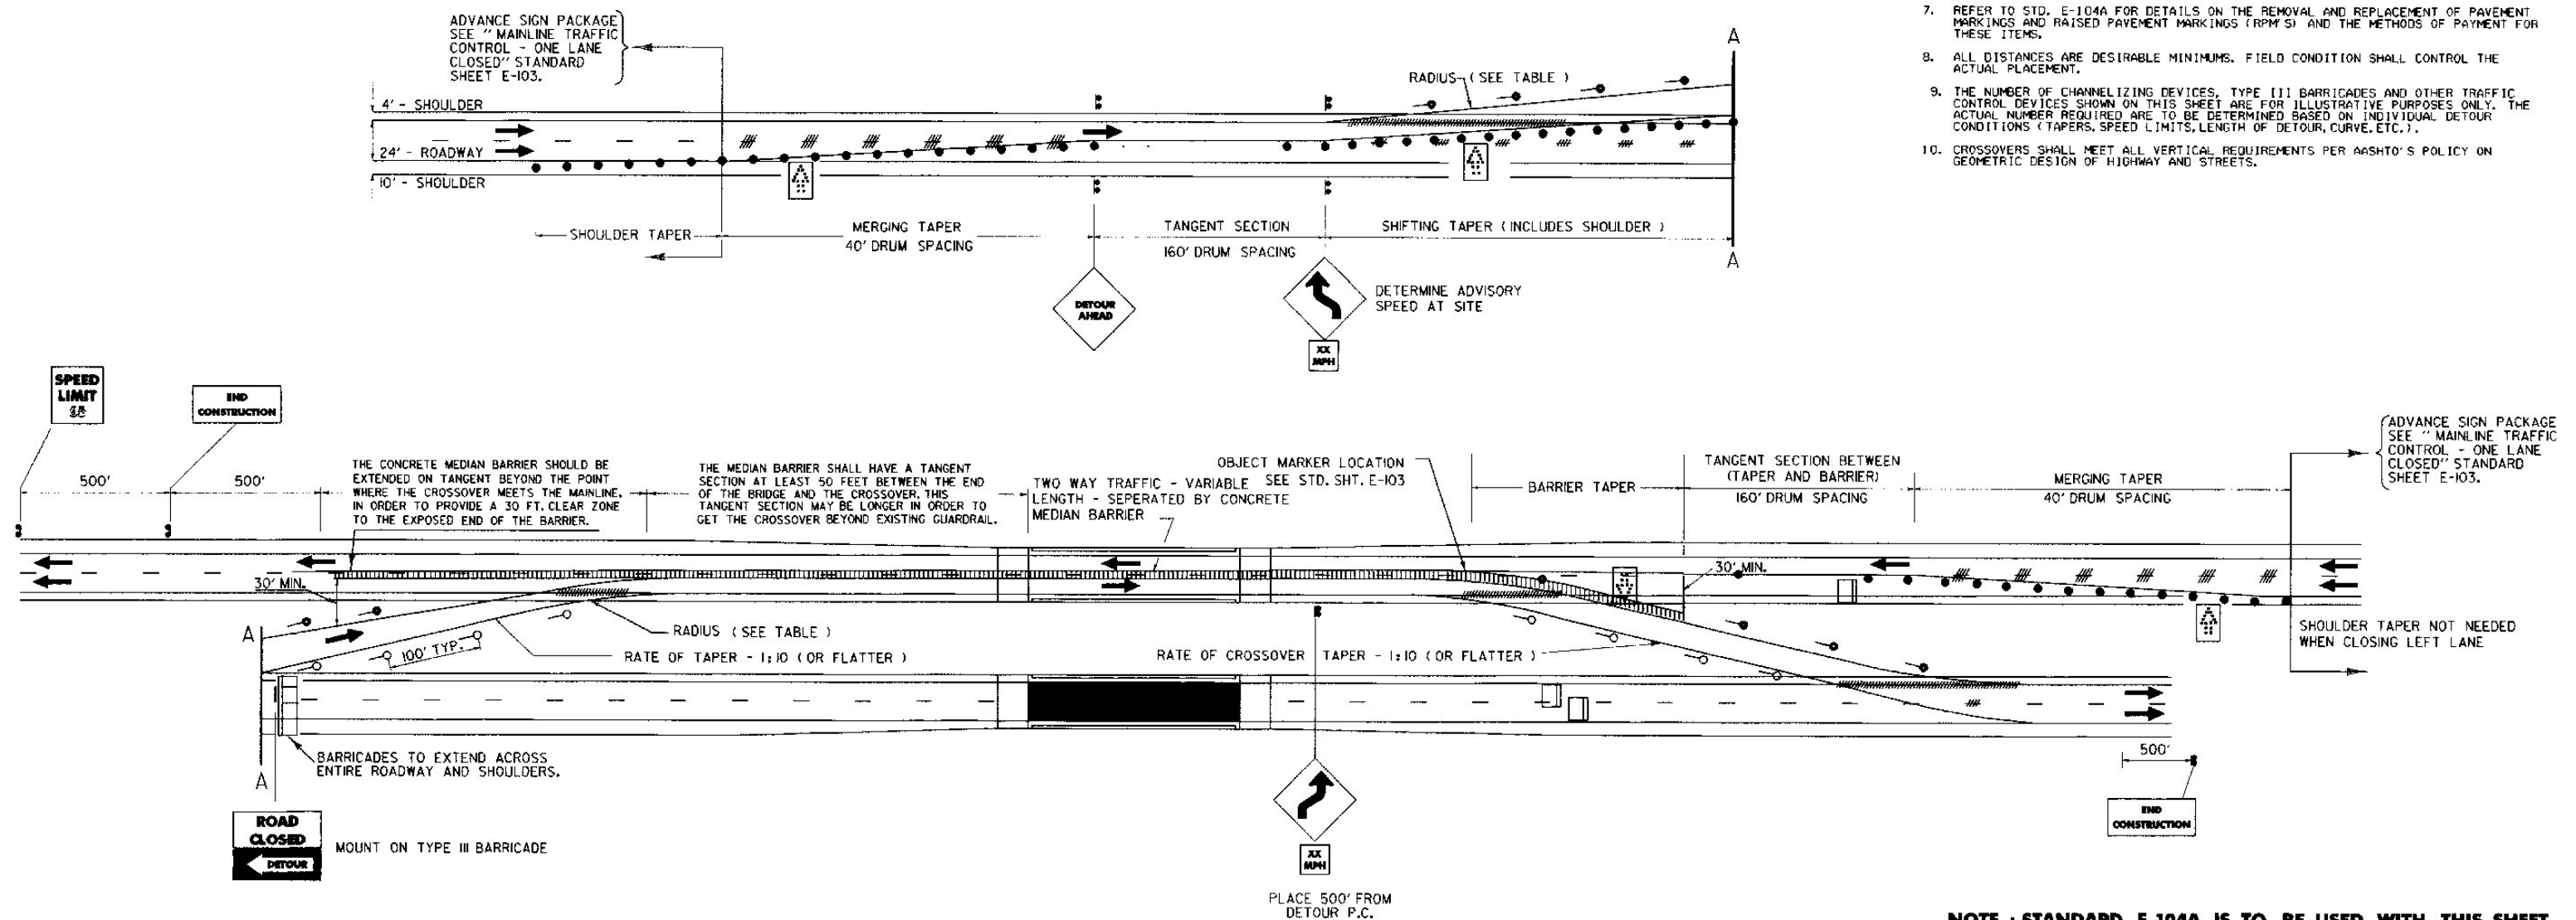 ADVANCE SIGN PACKAGE
SEE " MAINLINE TRAFFIC
CONTROL - ONE LANE
CLOSED" STANDARD
SHEET E-103.
4' - SHOULDER
24' - ROADWAY
10' - SHOULDER
RADIUS (SEE TABLE )
A
SHOULDER TAPER
MERGING TAPER
40' DRUM SPACING
TANGENT SECTION
160' DRUM SPACING
SHIFTING TAPER (INCLUDES SHOULDER )
A
DETOUR
AHEAD
DETERMINE ADVISORY
SPEED AT SITE
XX
MPH
7. REFER TO STD. E-104A FOR DETAILS ON THE REMOVAL AND REPLACEMENT OF PAVEMENT
MARKINGS AND RAISED PAVEMENT MARKINGS (RPM'S) AND THE METHODS OF PAYMENT FOR
THESE ITEMS.
8. ALL DISTANCES ARE DESIRABLE MINIMUMS. FIELD CONDITION SHALL CONTROL THE
ACTUAL PLACEMENT.
9. THE NUMBER OF CHANNELIZING DEVICES, TYPE III BARRICADES AND OTHER TRAFFIC
CONTROL DEVICES SHOWN ON THIS SHEET ARE FOR ILLUSTRATIVE PURPOSES ONLY. THE
ACTUAL NUMBER REQUIRED ARE TO BE DETERMINED BASED ON INDIVIDUAL DETOUR
CONDITIONS (TAPERS, SPEED LIMITS, LENGTH OF DETOUR, CURVE, ETC.).
10. CROSSOVERS SHALL MEET ALL VERTICAL REQUIREMENTS PER AASHTO'S POLICY ON
GEOMETRIC DESIGN OF HIGHWAY AND STREETS.
SPEED
LIMIT
END
CONSTRUCTION
500'
500'
THE CONCRETE MEDIAN BARRIER SHOULD BE
EXTENDED ON TANGENT BEYOND THE POINT
WHERE THE CROSSOVER MEETS THE MAINLINE,
IN ORDER TO PROVIDE A 30 FT. CLEAR ZONE
TO THE EXPOSED END OF THE BARRIER.
THE MEDIAN BARRIER SHALL HAVE A TANGENT
SECTION AT LEAST 50 FEET BETWEEN THE END
OF THE BRIDGE AND THE CROSSOVER. THIS
TANGENT SECTION MAY BE LONGER IN ORDER TO
GET THE CROSSOVER BEYOND EXISTING GUARDRAIL.
TWO WAY TRAFFIC - VARIABLE
LENGTH - SEPERATED BY CONCRETE
MEDIAN BARRIER
OBJECT MARKER LOCATION
SEE STD. SHT. E-103
BARRIER TAPER
TANGENT SECTION BETWEEN
(TAPER AND BARRIER)
160' DRUM SPACING
MERGING TAPER
40' DRUM SPACING
ADVANCE SIGN PACKAGE
SEE " MAINLINE TRAFFIC
CONTROL - ONE LANE
CLOSED" STANDARD
SHEET E-103.
30' MIN.
30' MIN.
A
100' TYP.
RADIUS (SEE TABLE )
RATE OF TAPER - 1:10 (OR FLATTER )
RATE OF CROSSOVER TAPER - 1:10 (OR FLATTER )
SHOULDER TAPER NOT NEEDED
WHEN CLOSING LEFT LANE
A
BARRICADES TO EXTEND ACROSS
ENTIRE ROADWAY AND SHOULDERS.
500'
END
CONSTRUCTION
ROAD
CLOSED
DETOUR
MOUNT ON TYPE III BARRICADE
XX
MPH
PLACE 500' FROM
DETOUR P.C.
NOTE : STANDARD E-104A IS TO BE USED WITH THIS SHEET